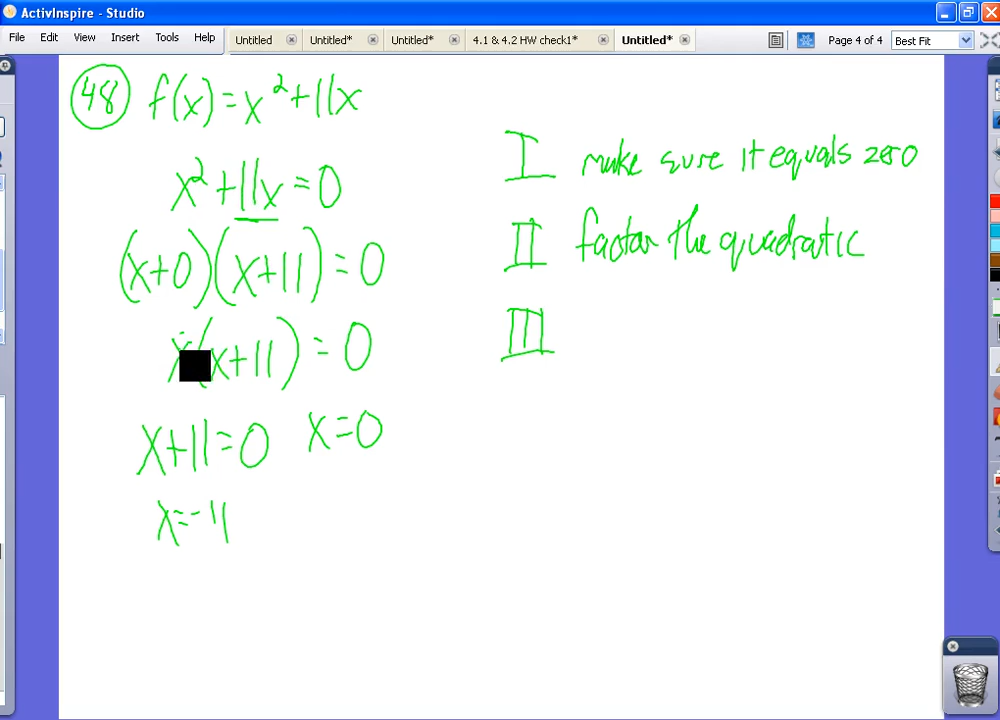 ActivInspire - Studio
File Edit View Insert Tools Help Untitled Untitled* Untitled* 4.1 & 4.2 HW check1* Untitled* Page 4 of 4 Best Fit
48 f(x)=x²+11x
x²+11x=0
(x+0)(x+11)=0
x(x+11)=0
x+11=0 x=0
x=-11
I make sure it equals zero
II factor the quadratic
III